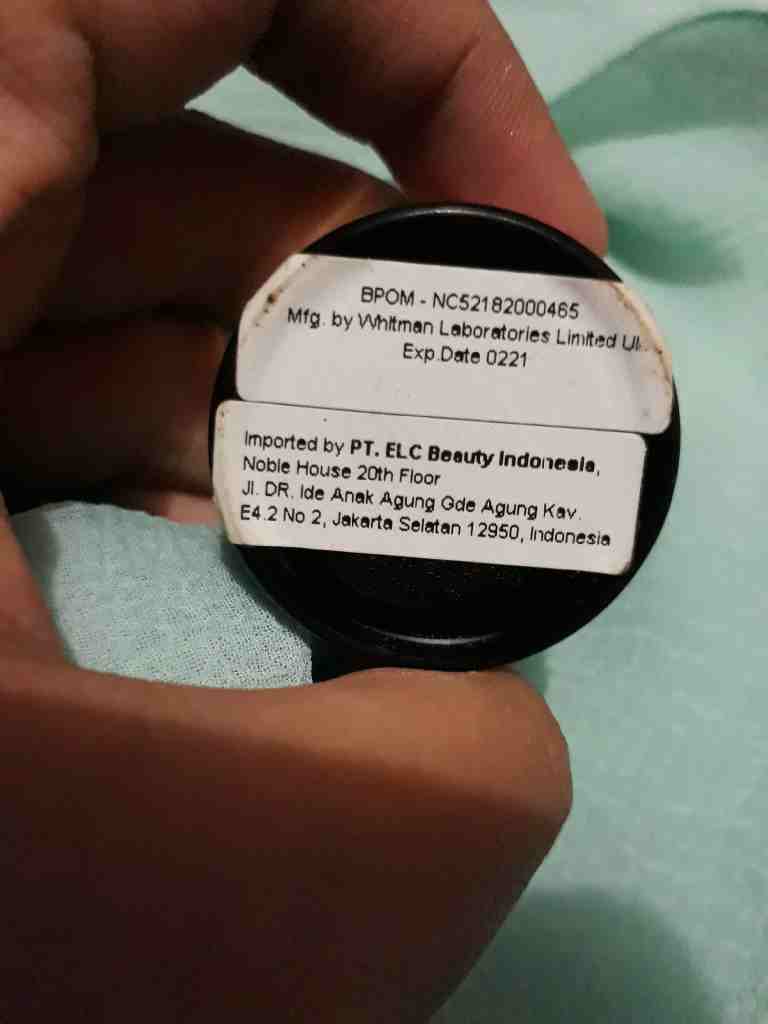 BPOM - NC52182000465
Mfg. by Whitman Laboratories Limited UK
Exp.Date 0221
Imported by PT. ELC Beauty Indonesia,
Noble House 20th Floor
Jl. DR. Ide Anak Agung Gde Agung Kav.
E4.2 No 2, Jakarta Selatan 12950, Indonesia